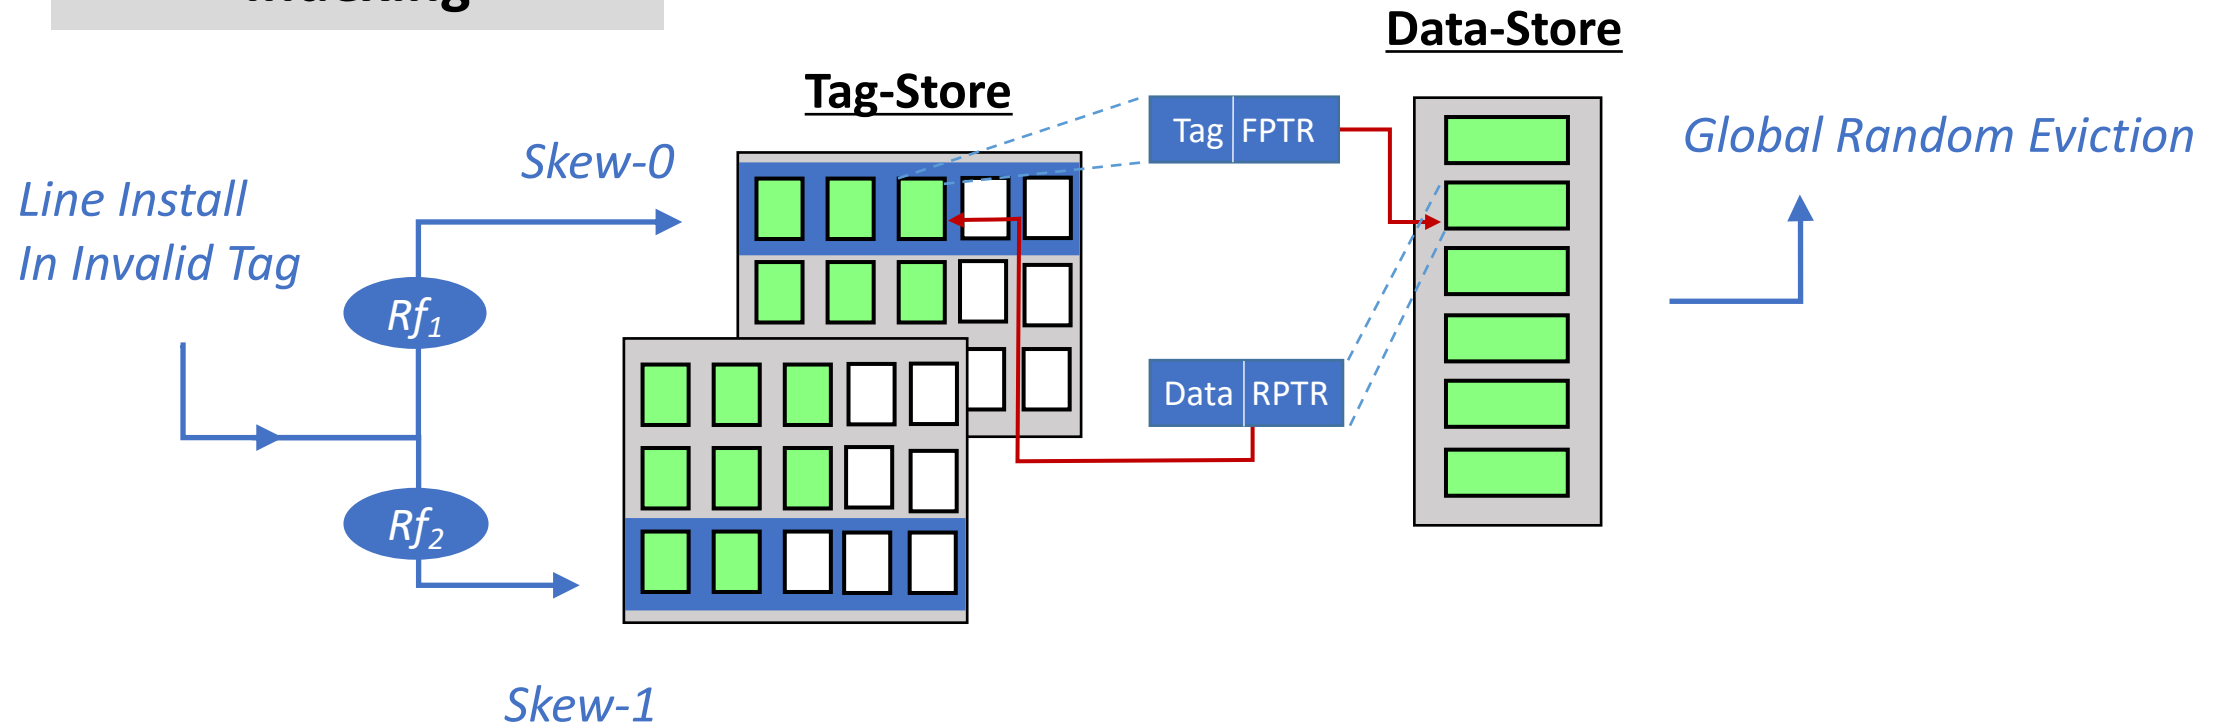 Indexing
Data-Store
Tag-Store
Tag FPTR
Global Random Eviction
Skew-0
Line Install
In Invalid Tag
Rf1
Data RPTR
Rf2
Skew-1